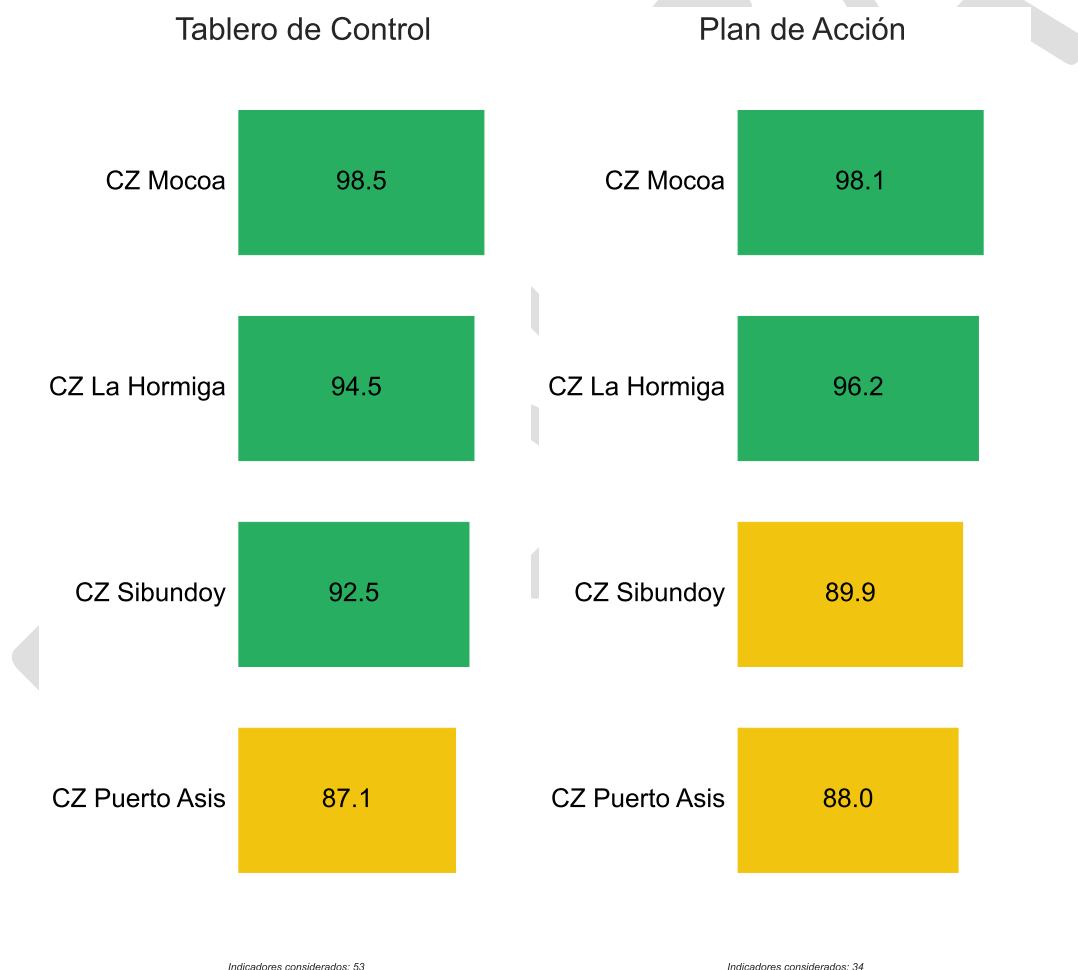 Tablero de Control
CZ Mocoa 98.5
CZ La Hormiga 94.5
CZ Sibundoy 92.5
CZ Puerto Asis 87.1
Indicadores considerados: 53
Plan de Acción
CZ Mocoa 98.1
CZ La Hormiga 96.2
CZ Sibundoy 89.9
CZ Puerto Asis 88.0
Indicadores considerados: 34